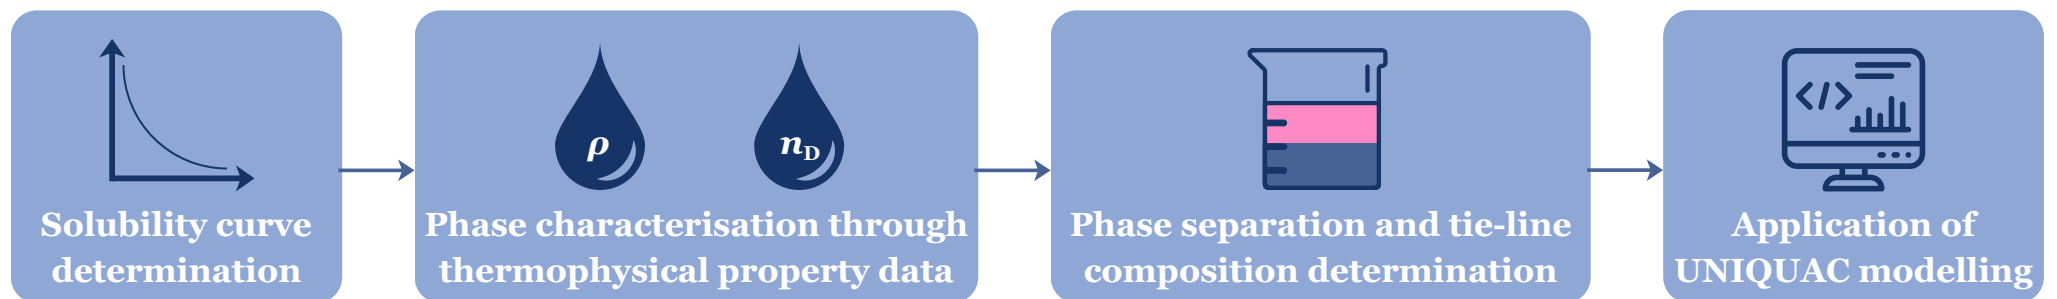 Solubility curve
determination
ρ
n_D
Phase characterisation through
thermophysical property data
Phase separation and tie-line
composition determination
</>
Application of
UNIQUAC modelling